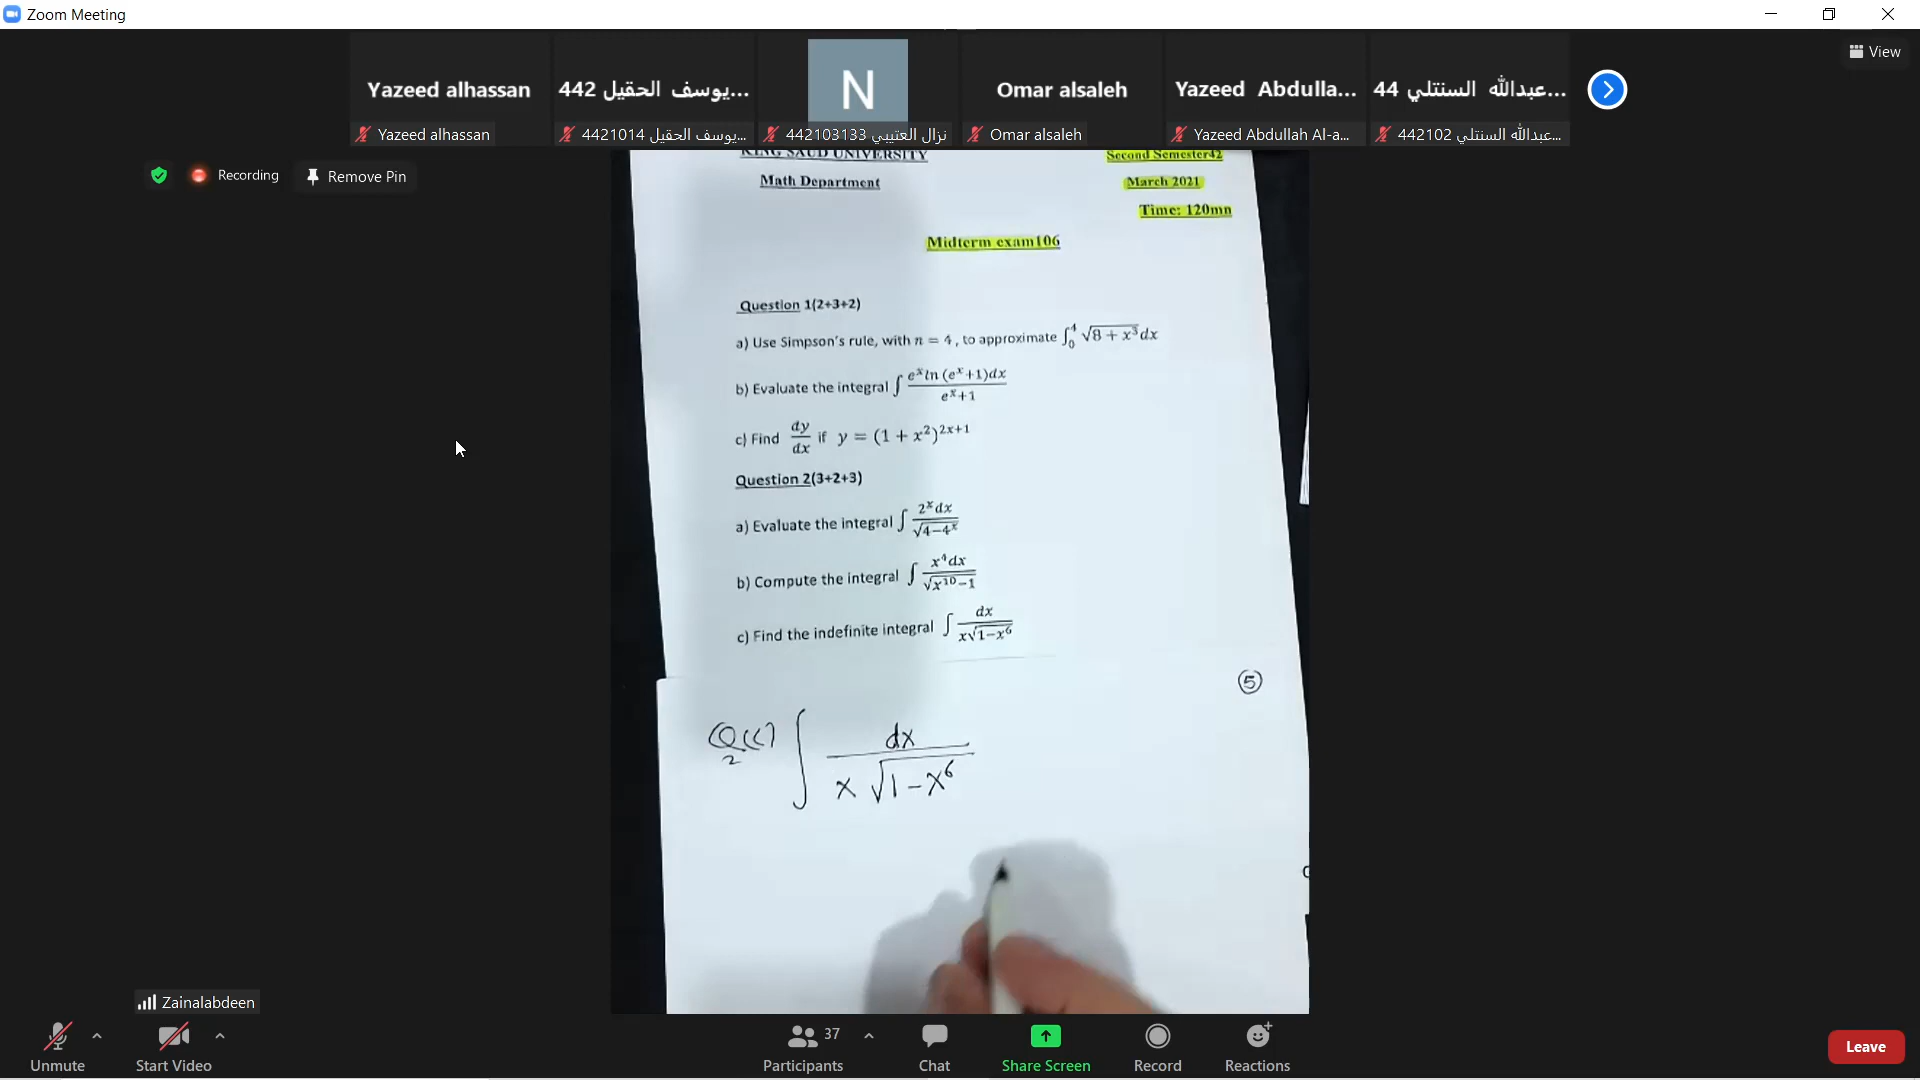 Zoom Meeting
View
Yazeed alhassan
يوسف الحقيل 442...
N
Omar alsaleh
Yazeed Abdulla...
عبدالله السنتلي 44...
Yazeed alhassan
يوسف الحقيل 4421014...
نزال العتيبي 442103133
Omar alsaleh
Yazeed Abdullah Al-a...
عبدالله السنتلي 442102...
Recording
Remove Pin
KING SAUD UNIVERSITY
Second Semester42
Math Department
March 2021
Time: 120mn
Midterm exam106
Question 1(2+3+2)
a) Use Simpson's rule, with n = 4, to approximate ∫₀⁴ √(8 + x³) dx
b) Evaluate the integral ∫ eˣ ln (eˣ+1)dx / eˣ+1
c) Find dy/dx if y = (1 + x²)²ˣ⁺¹
Question 2(3+2+3)
a) Evaluate the integral ∫ 2ˣdx / √(4−4ˣ)
b) Compute the integral ∫ x⁴dx / √(x¹⁰−1)
c) Find the indefinite integral ∫ dx / x√(1−x⁶)
5
Q2 c) ∫ dx / x √(1−x⁶)
Zainalabdeen
Unmute
Start Video
37
Participants
Chat
Share Screen
Record
Reactions
Leave